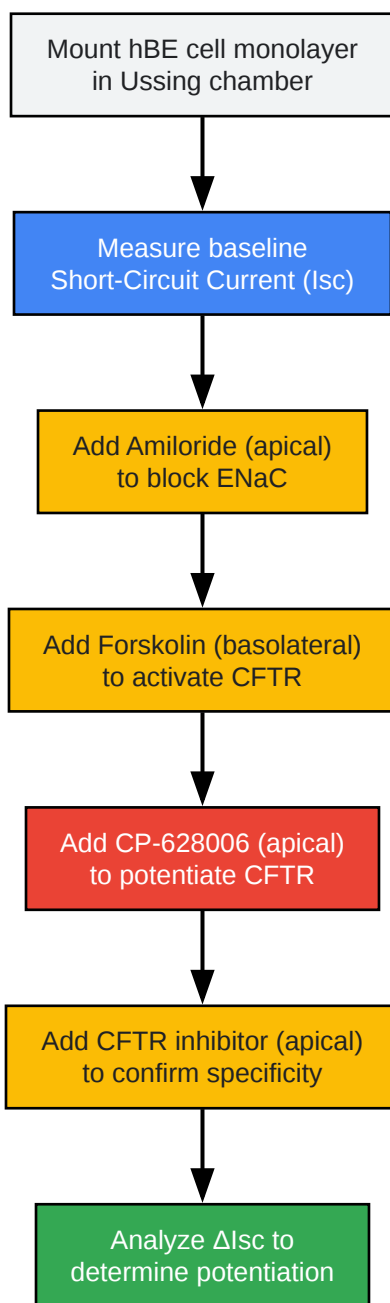 Mount hBE cell monolayer
in Ussing chamber
Measure baseline
Short-Circuit Current (Isc)
Add Amiloride (apical)
to block ENaC
Add Forskolin (basolateral)
to activate CFTR
Add CP-628006 (apical)
to potentiate CFTR
Add CFTR inhibitor (apical)
to confirm specificity
Analyze ΔIsc to
determine potentiation